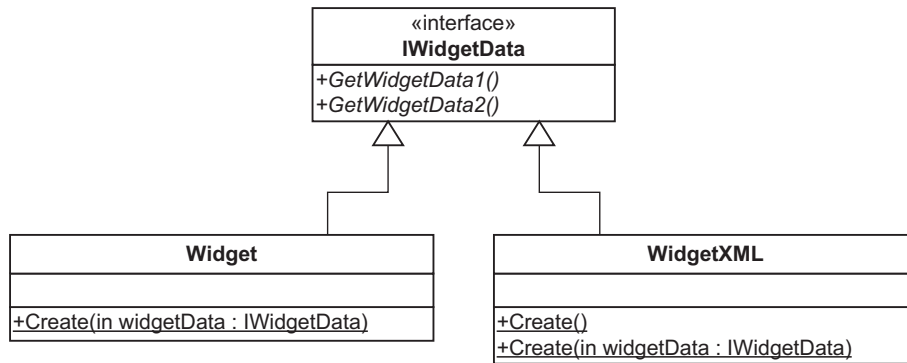 «interface»
IWidgetData
+GetWidgetData1()
+GetWidgetData2()
Widget
+Create(in widgetData : IWidgetData)
WidgetXML
+Create()
+Create(in widgetData : IWidgetData)